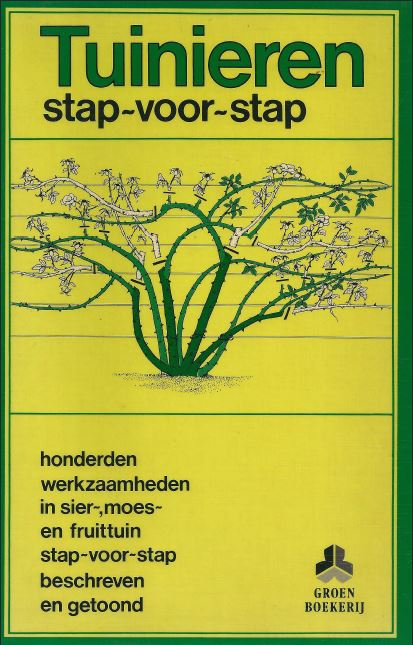 Tuinieren
stap~voor~stap
honderden
werkzaamheden
in sier~,moes~
en fruittuin
stap~voor~stap
beschreven
en getoond
GROEN
BOEKERIJ